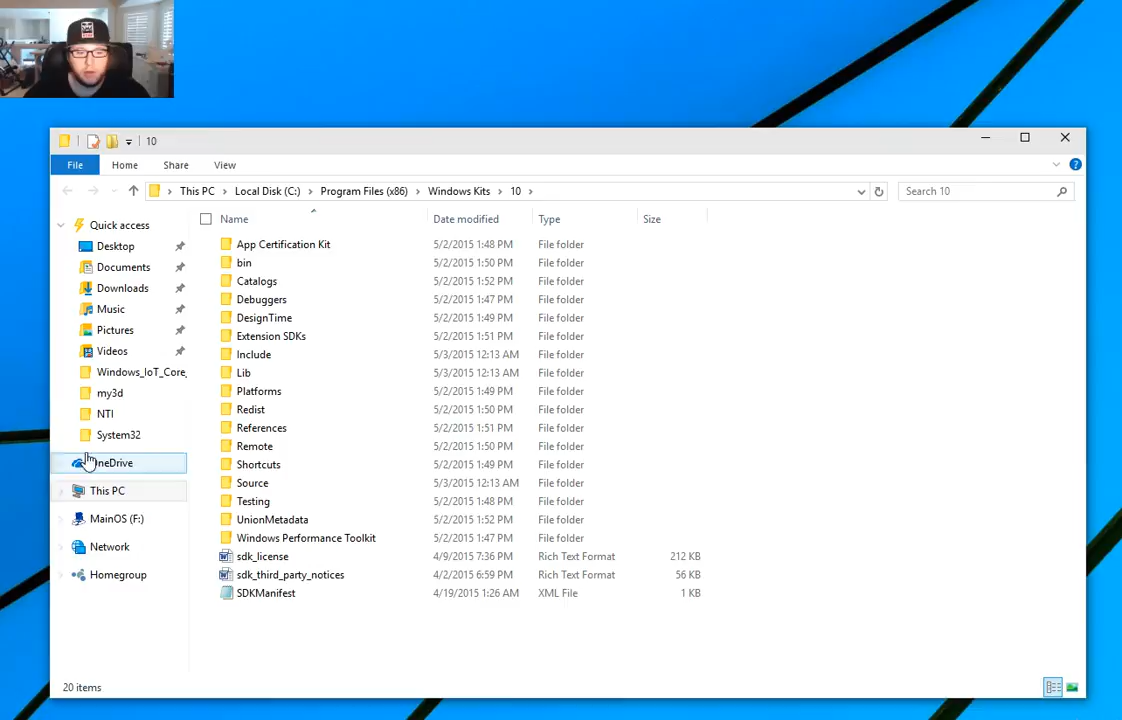 10
File Home Share View
This PC Local Disk (C:) Program Files (x86) Windows Kits 10
Search 10
Name Date modified Type Size
Quick access
Desktop
Documents
Downloads
Music
Pictures
Videos
Windows_IoT_Core_
my3d
NTI
System32
OneDrive
This PC
MainOS (F:)
Network
Homegroup
App Certification Kit 5/2/2015 1:48 PM File folder
bin 5/2/2015 1:50 PM File folder
Catalogs 5/2/2015 1:52 PM File folder
Debuggers 5/2/2015 1:47 PM File folder
DesignTime 5/2/2015 1:49 PM File folder
Extension SDKs 5/2/2015 1:51 PM File folder
Include 5/3/2015 12:13 AM File folder
Lib 5/3/2015 12:13 AM File folder
Platforms 5/2/2015 1:49 PM File folder
Redist 5/2/2015 1:50 PM File folder
References 5/2/2015 1:51 PM File folder
Remote 5/2/2015 1:50 PM File folder
Shortcuts 5/2/2015 1:49 PM File folder
Source 5/3/2015 12:13 AM File folder
Testing 5/2/2015 1:48 PM File folder
UnionMetadata 5/2/2015 1:52 PM File folder
Windows Performance Toolkit 5/2/2015 1:47 PM File folder
sdk_license 4/9/2015 7:36 PM Rich Text Format 212 KB
sdk_third_party_notices 4/2/2015 6:59 PM Rich Text Format 56 KB
SDKManifest 4/19/2015 1:26 AM XML File 1 KB
20 items